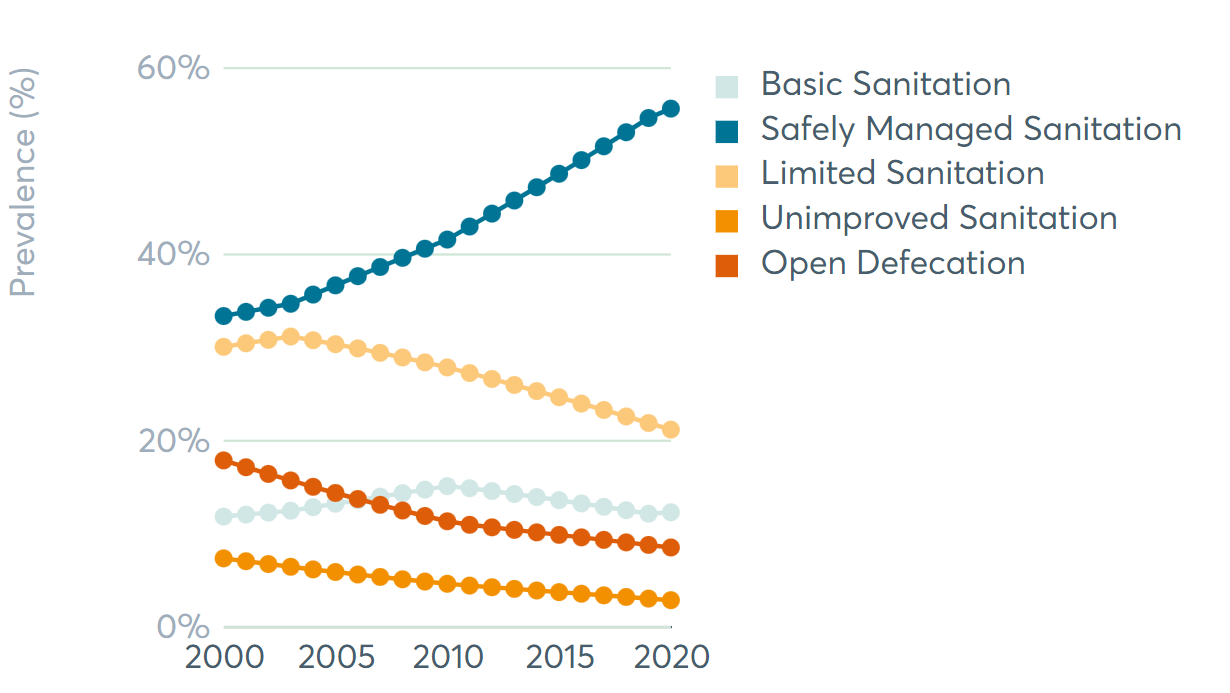 Prevalence (%)
60%
40%
20%
0%
2000 2005 2010 2015 2020
Basic Sanitation
Safely Managed Sanitation
Limited Sanitation
Unimproved Sanitation
Open Defecation